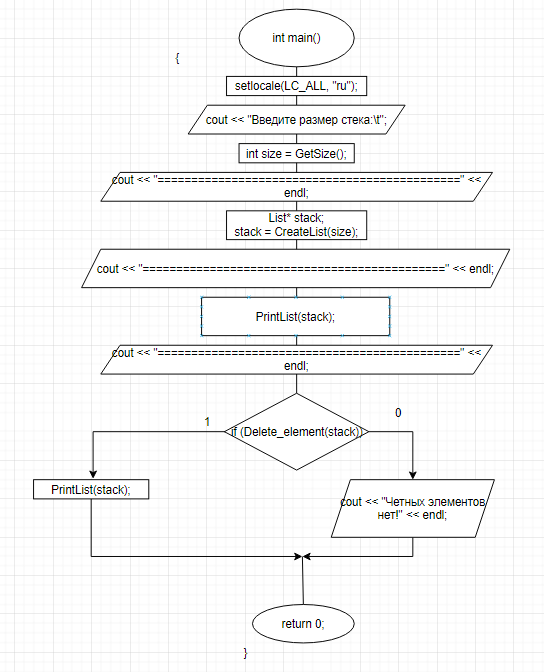 int main()
{
setlocale(LC_ALL, "ru");
cout << "Введите размер стека:\t";
int size = GetSize();
cout << "=============================================" <<
endl;
List* stack;
stack = CreateList(size);
cout << "=============================================" << endl;
PrintList(stack);
cout << "=============================================" <<
endl;
1
0
if (Delete_element(stack))
PrintList(stack);
cout << "Четных элементов
нет!" << endl;
return 0;
}